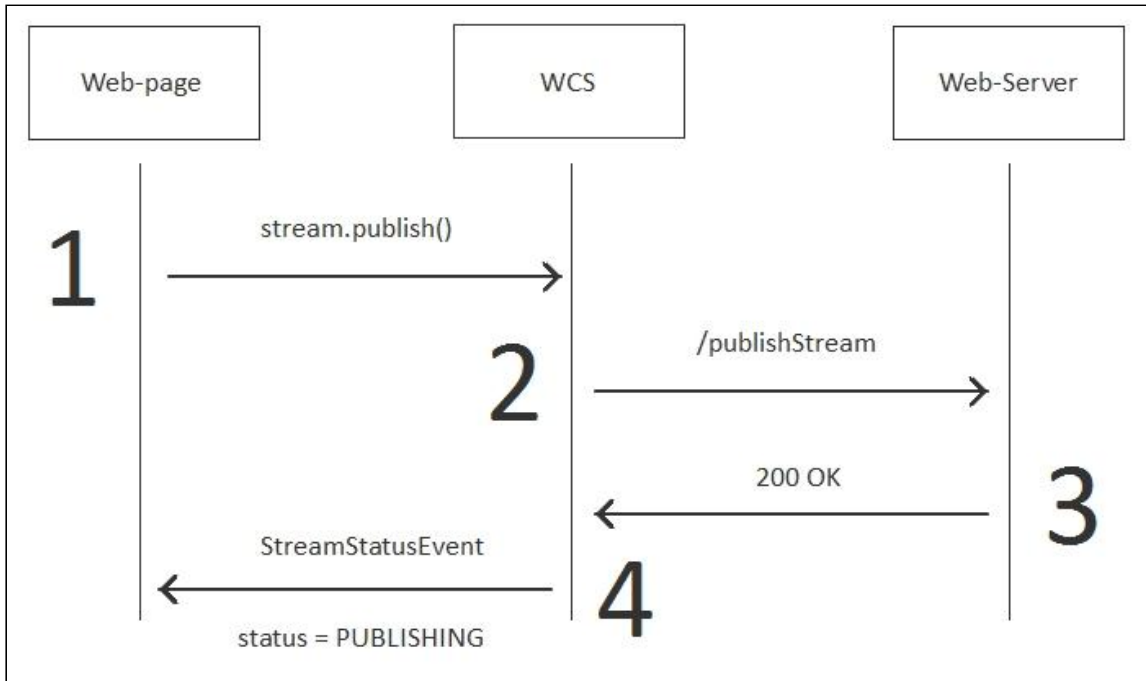 Web-page
WCS
Web-Server
1
stream.publish()
2
/publishStream
200 OK
3
StreamStatusEvent
4
status = PUBLISHING